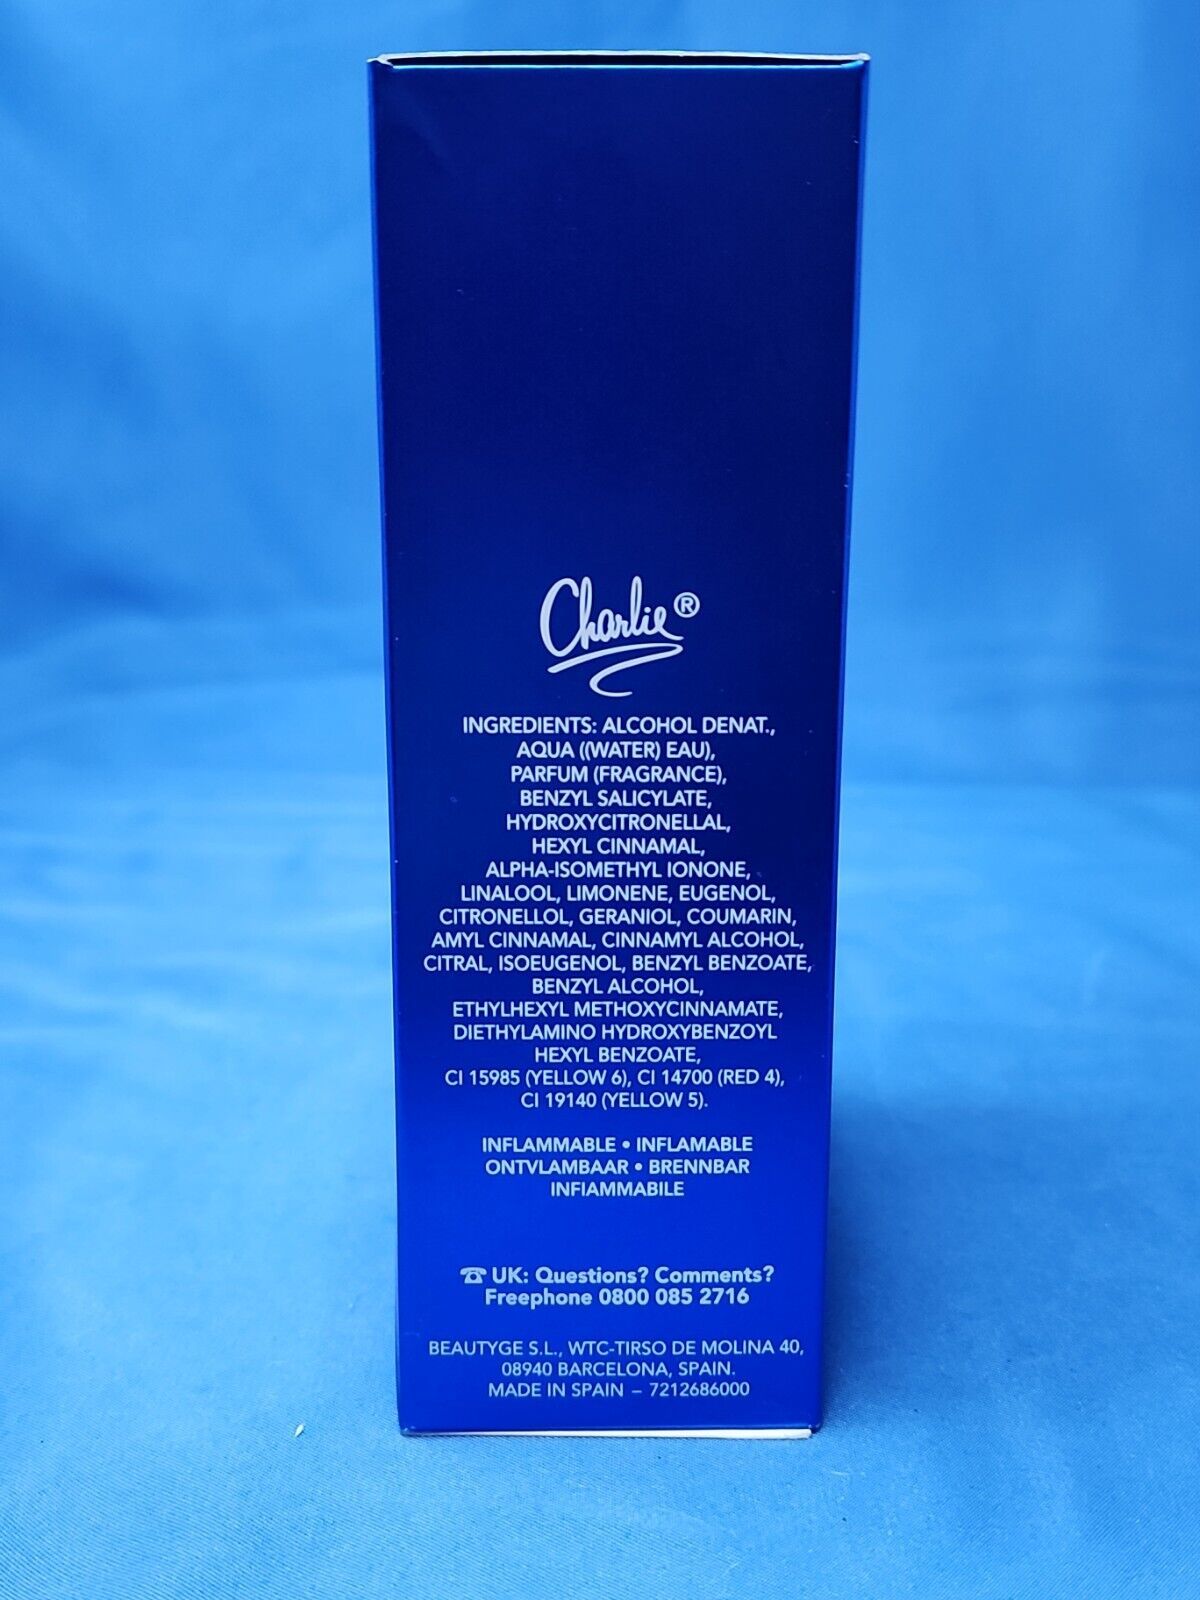 Charlie®
INGREDIENTS: ALCOHOL DENAT.,
AQUA ((WATER) EAU),
PARFUM (FRAGRANCE),
BENZYL SALICYLATE,
HYDROXYCITRONELLAL,
HEXYL CINNAMAL,
ALPHA-ISOMETHYL IONONE,
LINALOOL, LIMONENE, EUGENOL,
CITRONELLOL, GERANIOL, COUMARIN,
AMYL CINNAMAL, CINNAMYL ALCOHOL,
CITRAL, ISOEUGENOL, BENZYL BENZOATE,
BENZYL ALCOHOL,
ETHYLHEXYL METHOXYCINNAMATE,
DIETHYLAMINO HYDROXYBENZOYL
HEXYL BENZOATE,
CI 15985 (YELLOW 6), CI 14700 (RED 4),
CI 19140 (YELLOW 5).
INFLAMMABLE • INFLAMABLE
ONTVLAMBAAR • BRENNBAR
INFIAMMABILE
☎ UK: Questions? Comments?
Freephone 0800 085 2716
BEAUTYGE S.L., WTC-TIRSO DE MOLINA 40,
08940 BARCELONA, SPAIN.
MADE IN SPAIN – 7212686000